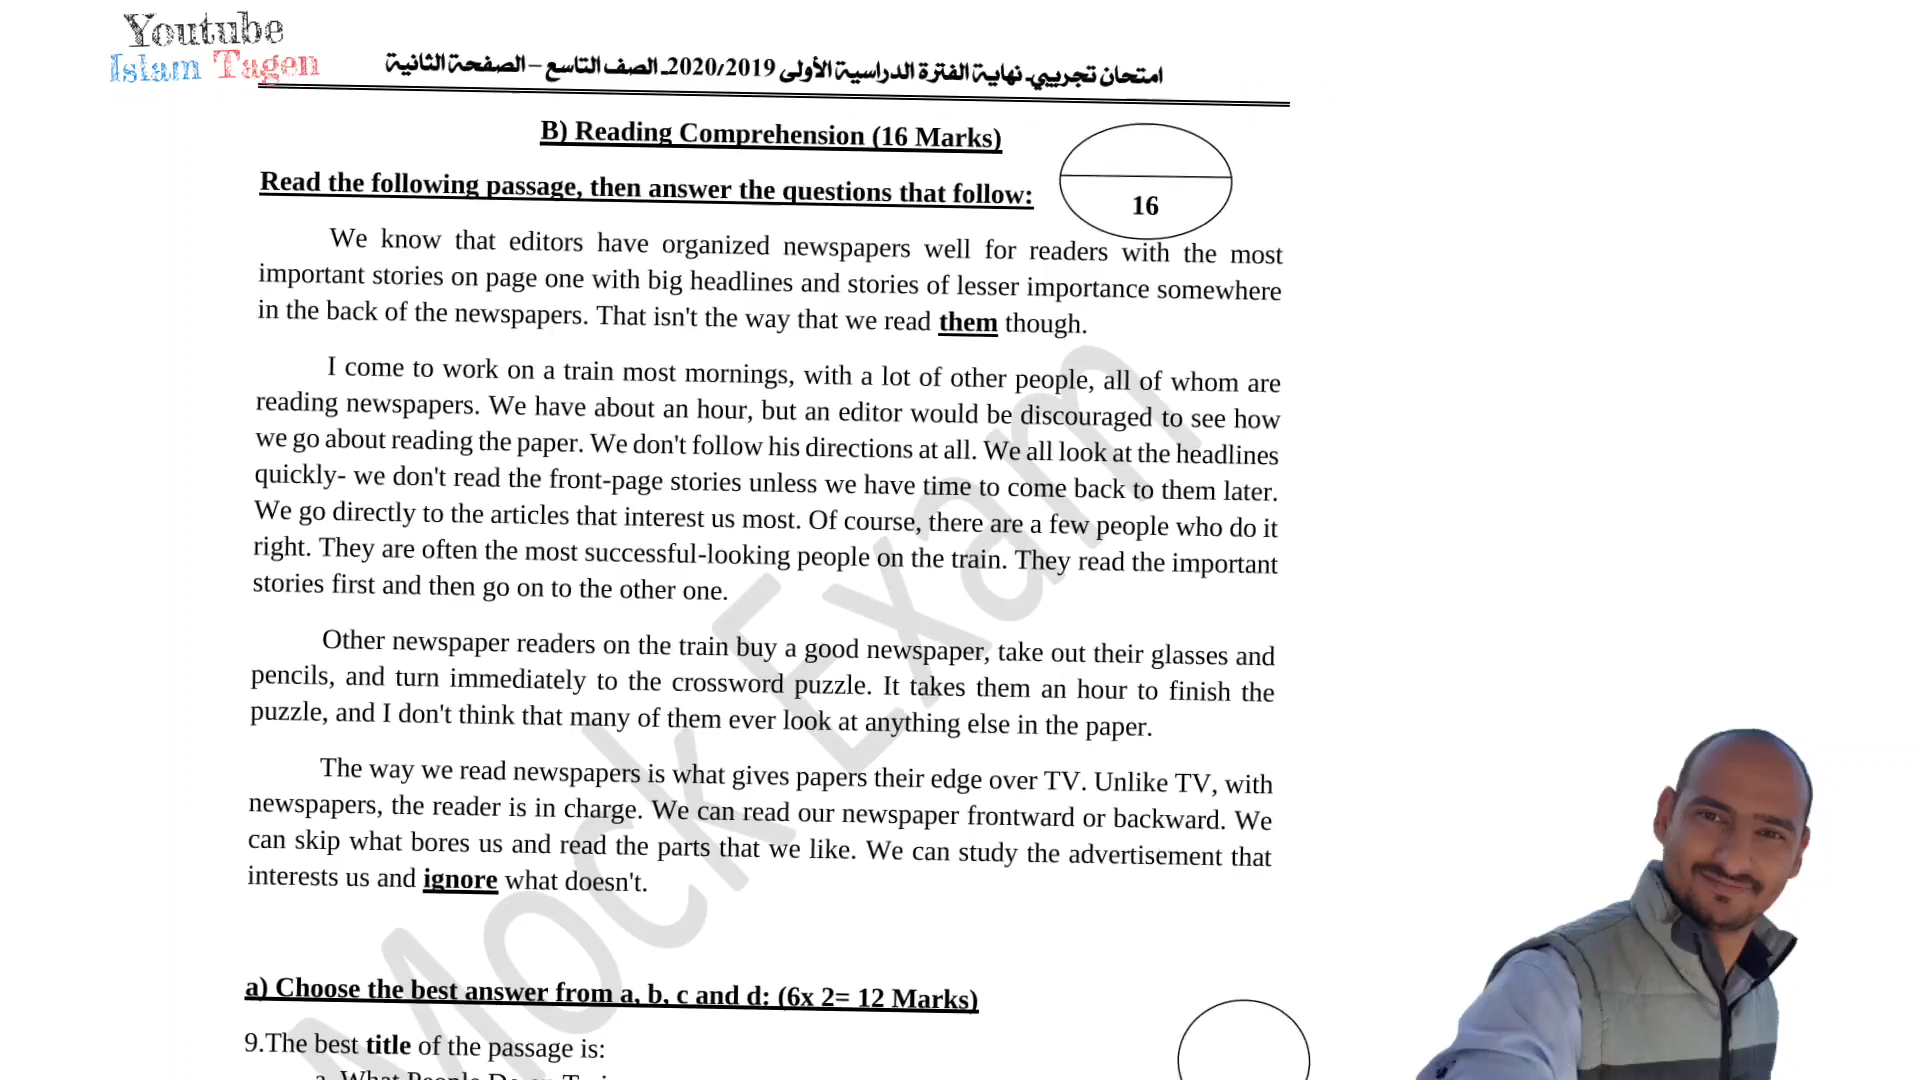 Youtube
Islam Tagen
امتحان تجريبي- نهاية الفترة الدراسية الأولى 2020/2019- الصف التاسع – الصفحة الثانية
B) Reading Comprehension (16 Marks)
Read the following passage, then answer the questions that follow:
16
We know that editors have organized newspapers well for readers with the most
important stories on page one with big headlines and stories of lesser importance somewhere
in the back of the newspapers. That isn't the way that we read them though.
I come to work on a train most mornings, with a lot of other people, all of whom are
reading newspapers. We have about an hour, but an editor would be discouraged to see how
we go about reading the paper. We don't follow his directions at all. We all look at the headlines
quickly- we don't read the front-page stories unless we have time to come back to them later.
We go directly to the articles that interest us most. Of course, there are a few people who do it
right. They are often the most successful-looking people on the train. They read the important
stories first and then go on to the other one.
Other newspaper readers on the train buy a good newspaper, take out their glasses and
pencils, and turn immediately to the crossword puzzle. It takes them an hour to finish the
puzzle, and I don't think that many of them ever look at anything else in the paper.
The way we read newspapers is what gives papers their edge over TV. Unlike TV, with
newspapers, the reader is in charge. We can read our newspaper frontward or backward. We
can skip what bores us and read the parts that we like. We can study the advertisement that
interests us and ignore what doesn't.
Mock Exam
a) Choose the best answer from a, b, c and d: (6x 2= 12 Marks)
9.The best title of the passage is:
a. What People Do on